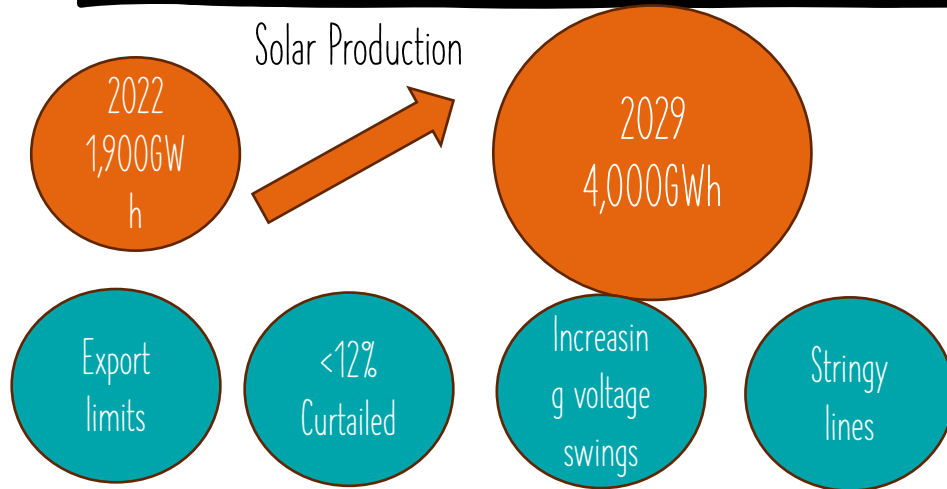 Solar Production
2022
1,900GW
h
2029
4,000GWh
Export
limits
<12%
Curtailed
Increasin
g voltage
swings
Stringy
lines